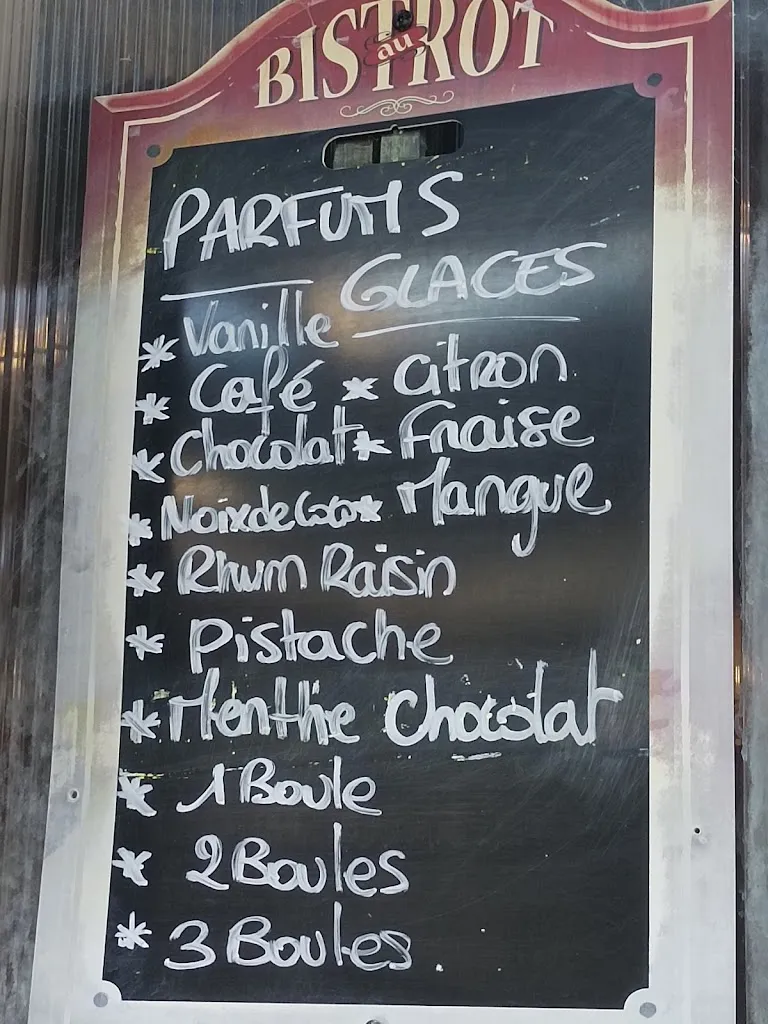 BISTROT
au
PARFUMS
GLACES
* Vanille
* Café * Citron
* Chocolat * Fraise
* Noix de Coco * Mangue
* Rhum Raisin
* Pistache
* Menthe Chocolat
* 1 Boule
* 2 Boules
* 3 Boules